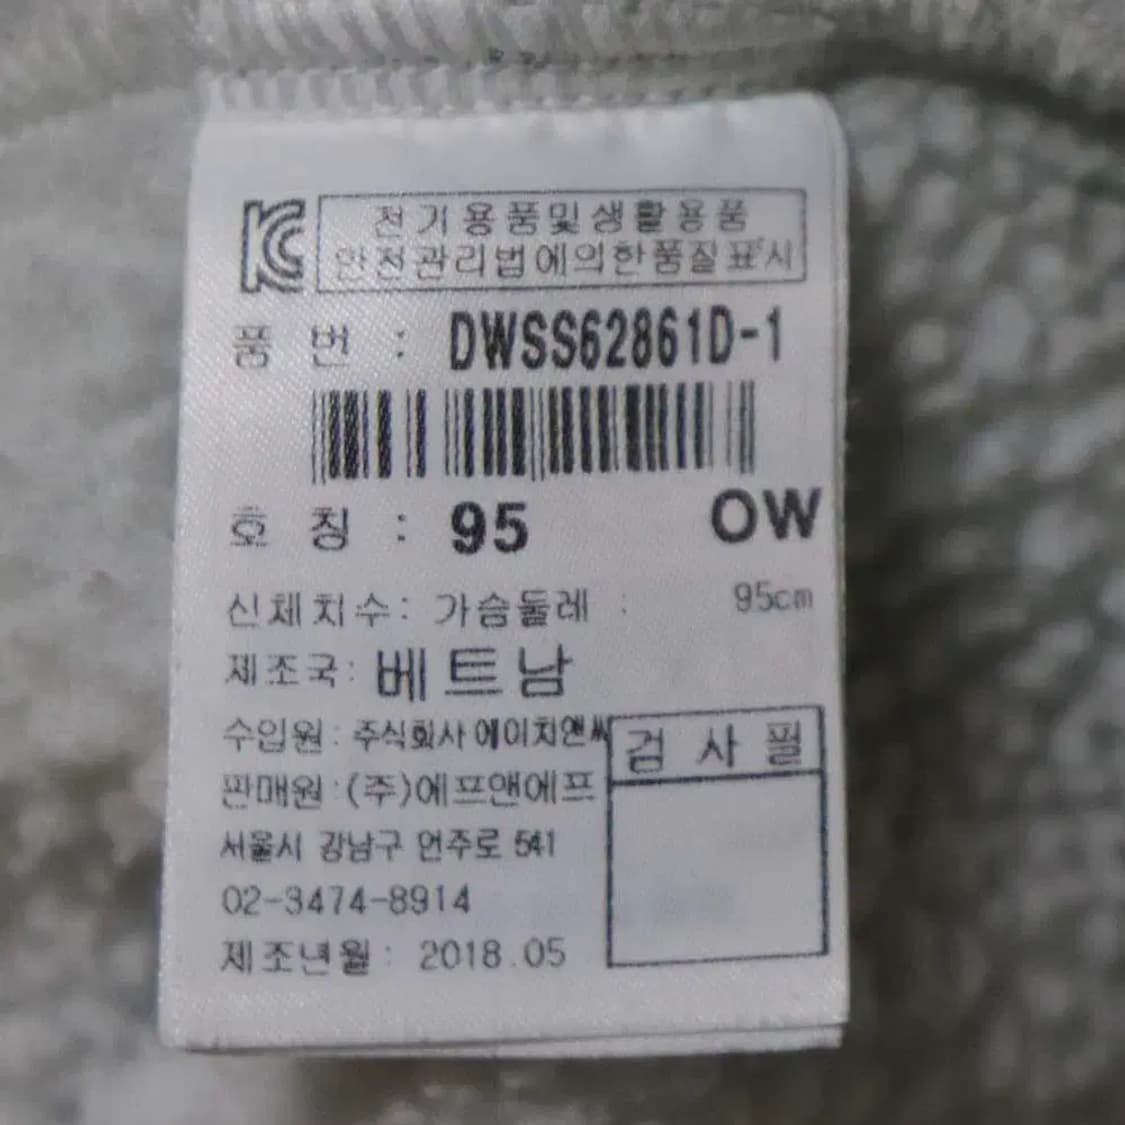 KC 전기용품및생활용품
안전관리법에의한품질표시
품 번 : DWSS62861D-1
호 칭 : 95 OW
신체치수: 가슴둘레 : 95cm
제조국: 베트남
수입원 : 주식회사 에이치앤씨
검 사 필
판매원 : (주)에프앤에프
서울시 강남구 언주로 541
02-3474-8914
제조년월 : 2018.05